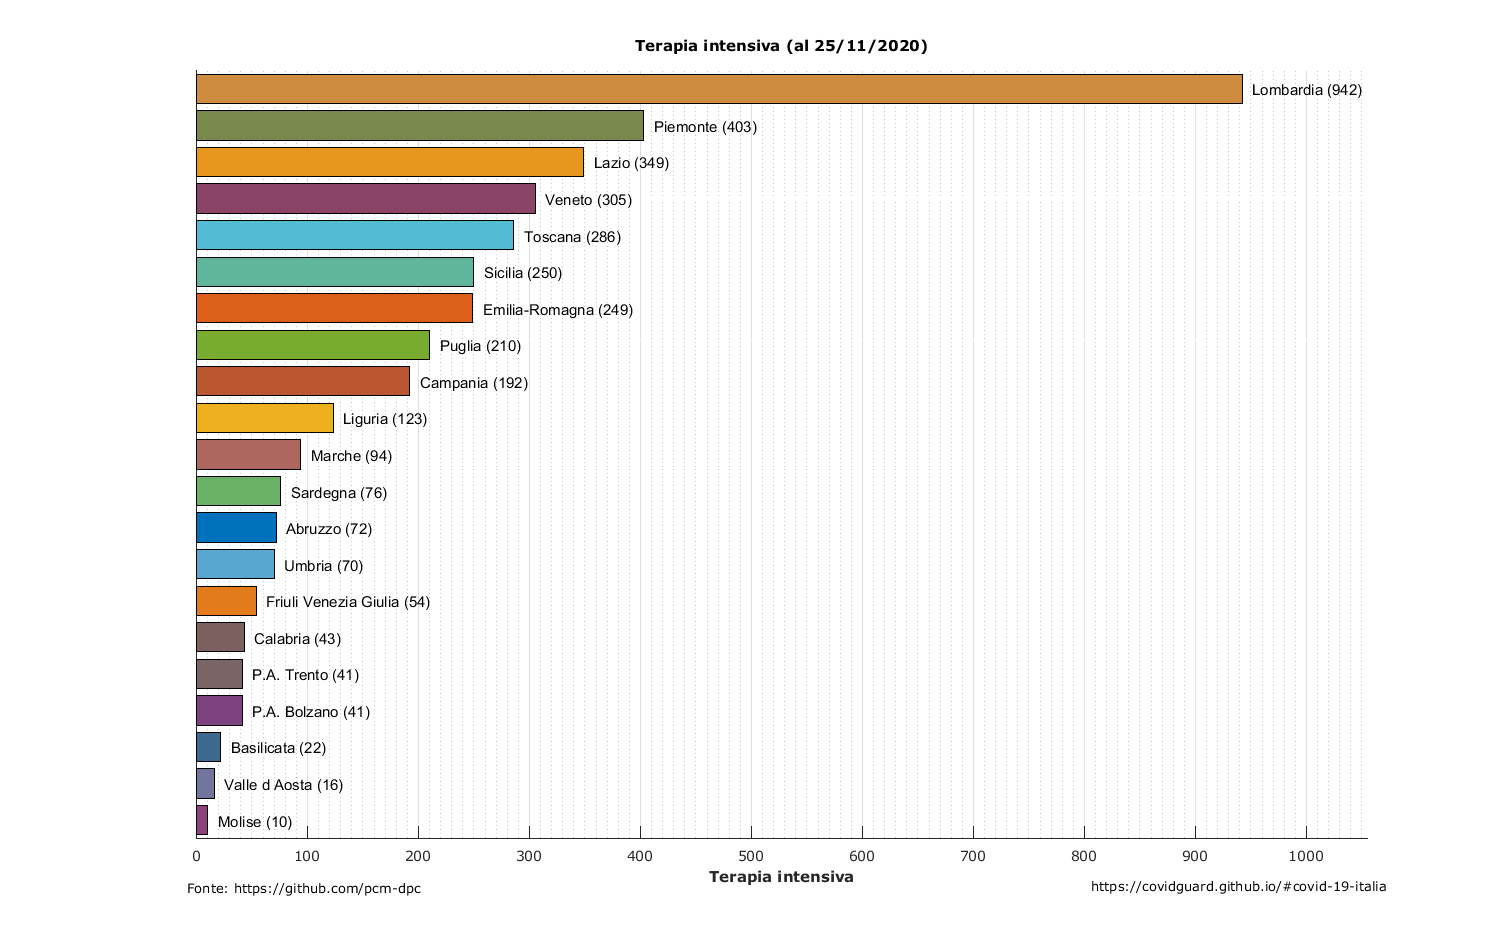 Terapia intensiva (al 25/11/2020)
Lombardia (942)
Piemonte (403)
Lazio (349)
Veneto (305)
Toscana (286)
Sicilia (250)
Emilia-Romagna (249)
Puglia (210)
Campania (192)
Liguria (123)
Marche (94)
Sardegna (76)
Abruzzo (72)
Umbria (70)
Friuli Venezia Giulia (54)
Calabria (43)
P.A. Trento (41)
P.A. Bolzano (41)
Basilicata (22)
Valle d Aosta (16)
Molise (10)
0 100 200 300 400 500 600 700 800 900 1000
Terapia intensiva
Fonte: https://github.com/pcm-dpc
https://covidguard.github.io/#covid-19-italia